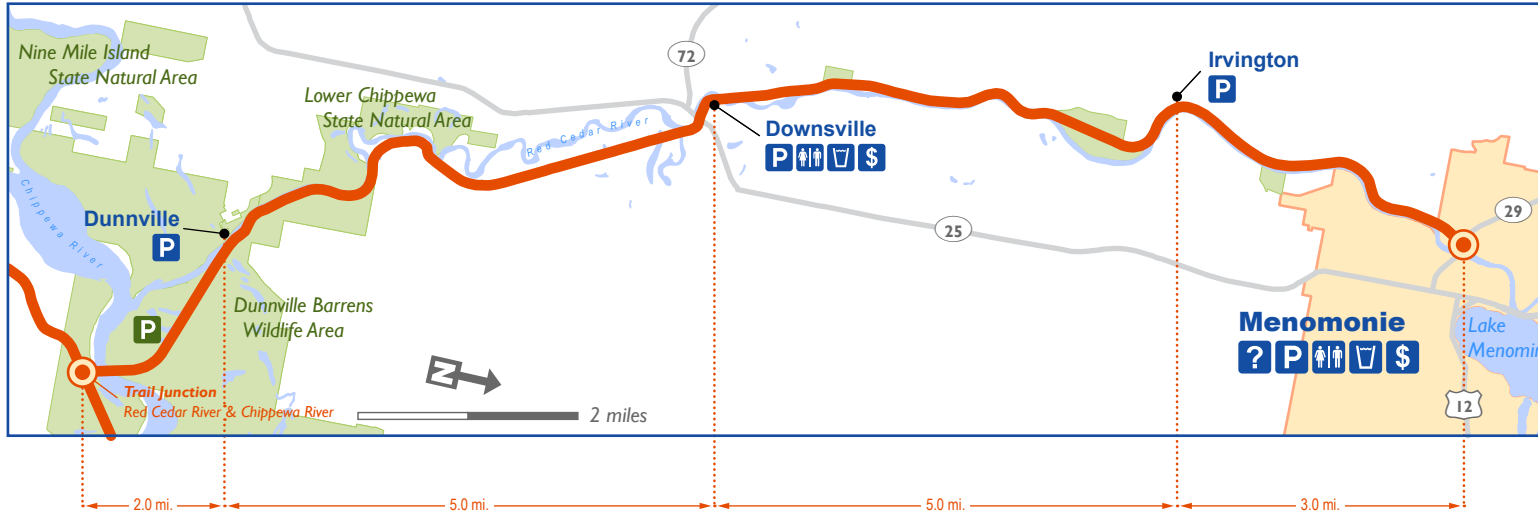 Nine Mile Island
State Natural Area
72
Irvington
P
Lower Chippewa
State Natural Area
Red Cedar River
Downsville
P $
Chippewa River
Dunnville
P
29
25
Dunnville Barrens
Wildlife Area
P
Menomonie
? P $
Lake
Menomin
N
Trail Junction
Red Cedar River & Chippewa River
2 miles
12
2.0 mi. 5.0 mi. 5.0 mi. 3.0 mi.